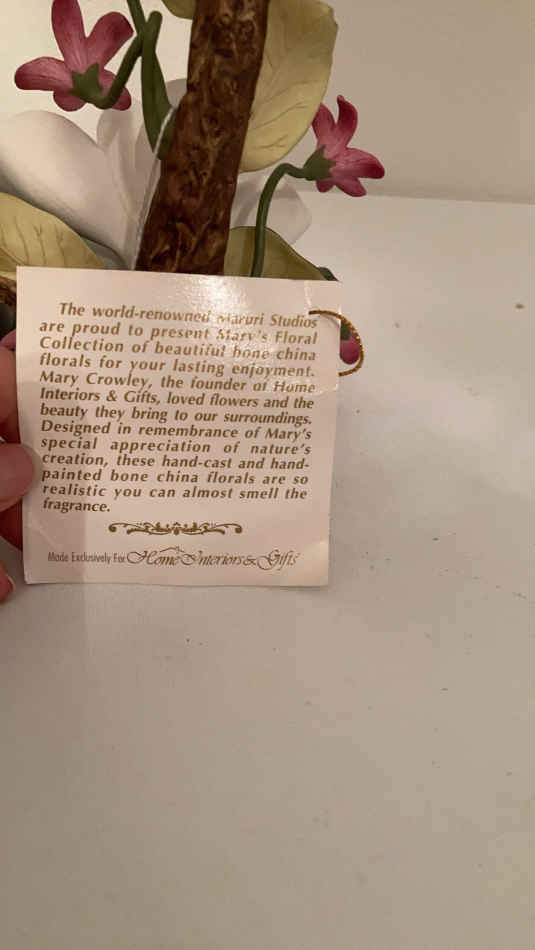 The world-renowned Maruri Studios
are proud to present Mary's Floral
Collection of beautiful bone china
florals for your lasting enjoyment.
Mary Crowley, the founder of Home
Interiors & Gifts, loved flowers and the
beauty they bring to our surroundings.
Designed in remembrance of Mary's
special appreciation of nature's
creation, these hand-cast and hand-
painted bone china florals are so
realistic you can almost smell the
fragrance.
Made Exclusively For Home Interiors & Gifts